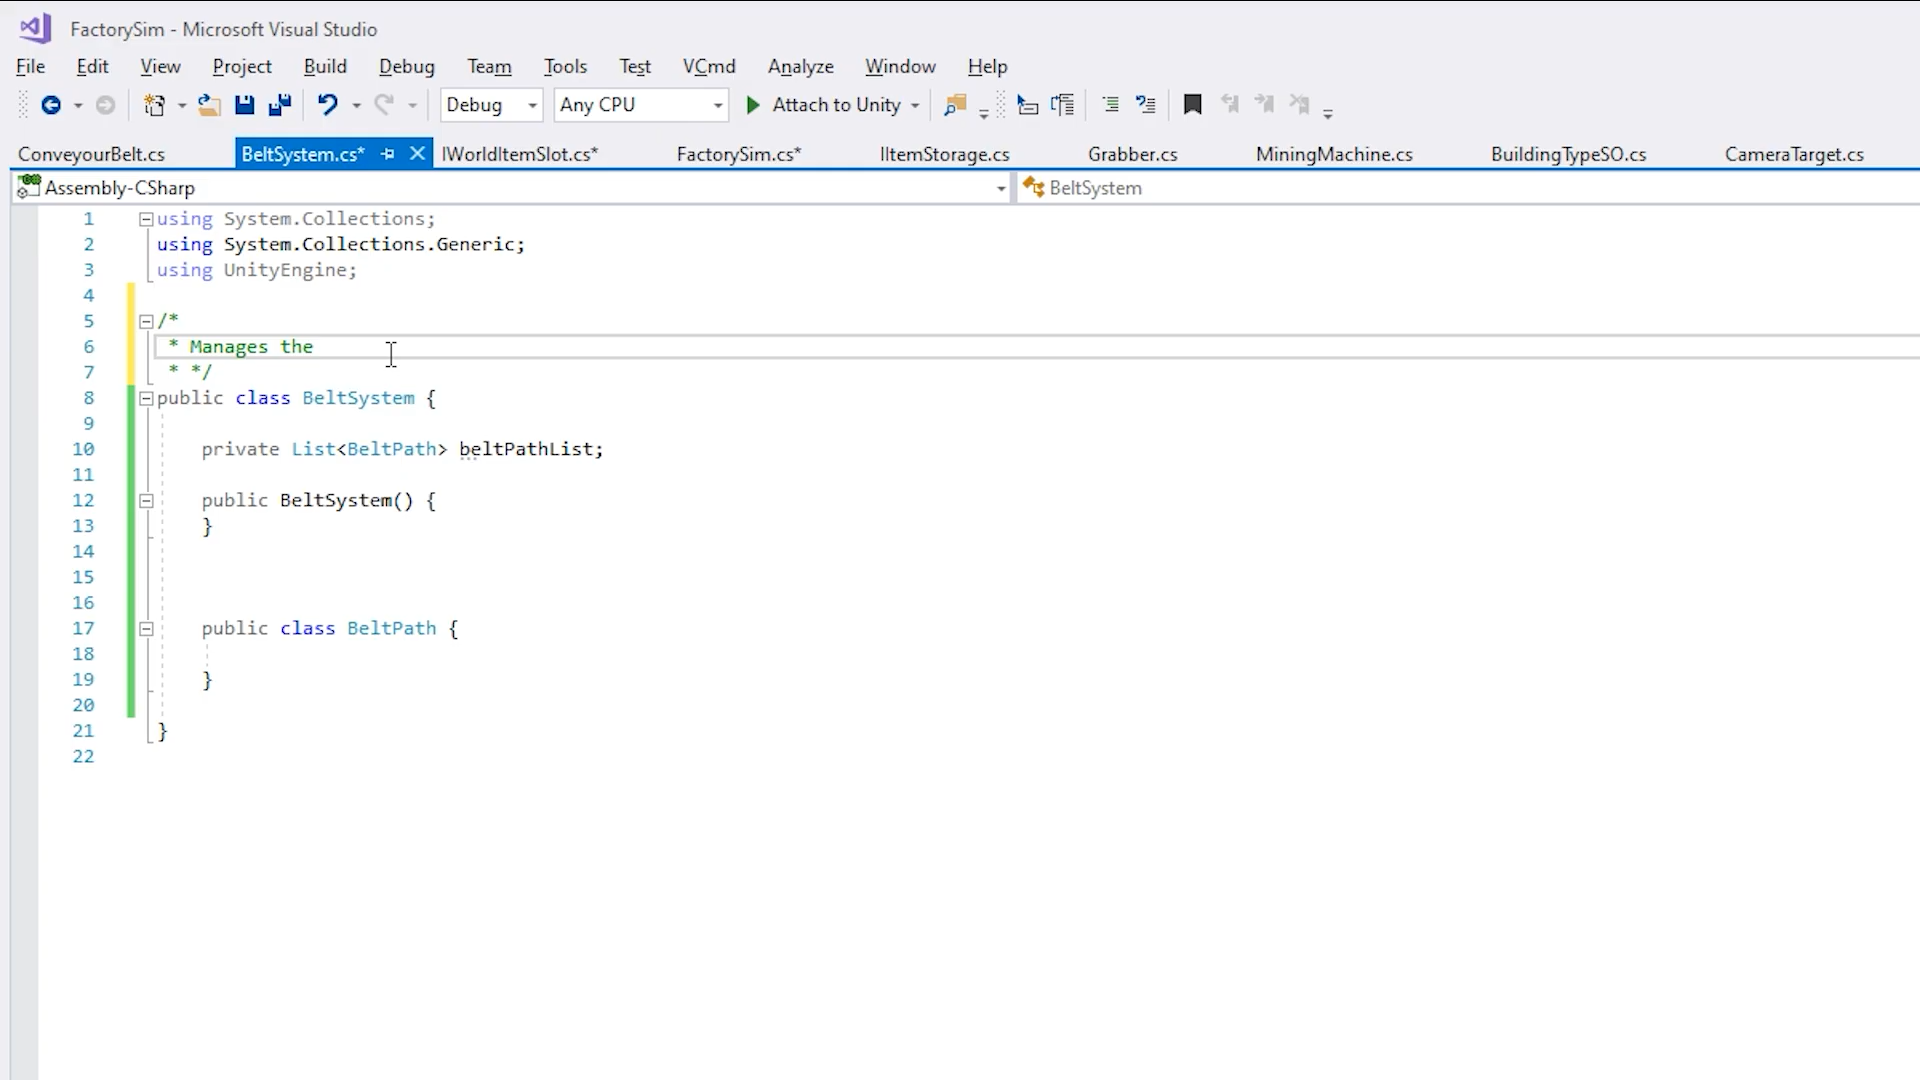 FactorySim - Microsoft Visual Studio
File Edit View Project Build Debug Team Tools Test VCmd Analyze Window Help
Debug Any CPU Attach to Unity
ConveyourBelt.cs BeltSystem.cs* IWorldItemSlot.cs* FactorySim.cs* IItemStorage.cs Grabber.cs MiningMachine.cs BuildingTypeSO.cs CameraTarget.cs
Assembly-CSharp BeltSystem
1 using System.Collections;
2 using System.Collections.Generic;
3 using UnityEngine;
4
5 /*
6 * Manages the
7 * */
8 public class BeltSystem {
9
10 private List<BeltPath> beltPathList;
11
12 public BeltSystem() {
13 }
14
15
16
17 public class BeltPath {
18
19 }
20
21 }
22